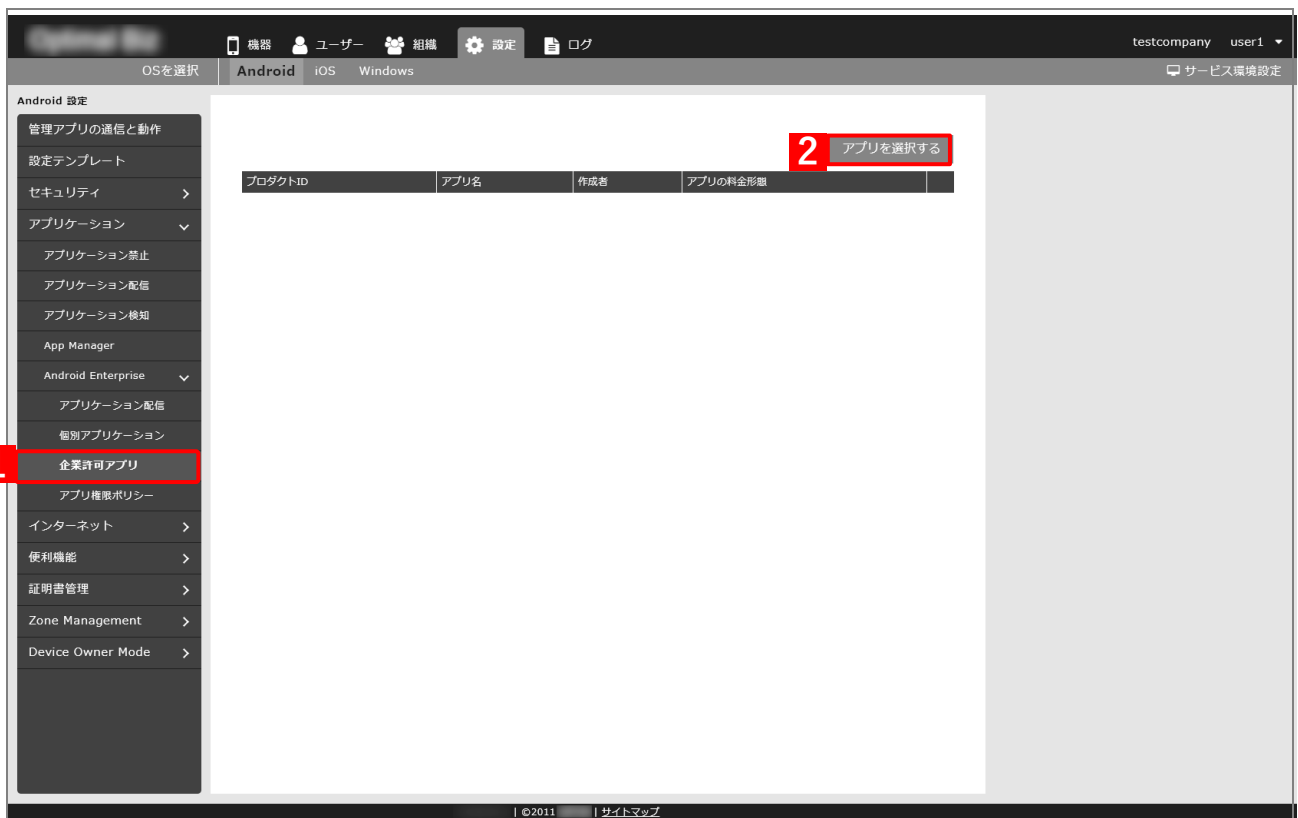 機器 ユーザー 組織 設定 ログ testcompany user1
OSを選択 Android iOS Windows サービス環境設定
Android 設定
管理アプリの通信と動作
設定テンプレート
セキュリティ
アプリケーション
アプリケーション禁止
アプリケーション配信
アプリケーション検知
App Manager
Android Enterprise
アプリケーション配信
個別アプリケーション
企業許可アプリ
アプリ権限ポリシー
インターネット
便利機能
証明書管理
Zone Management
Device Owner Mode
2 アプリを選択する
プロダクトID アプリ名 作成者 アプリの料金形態
| ©2011 | サイトマップ